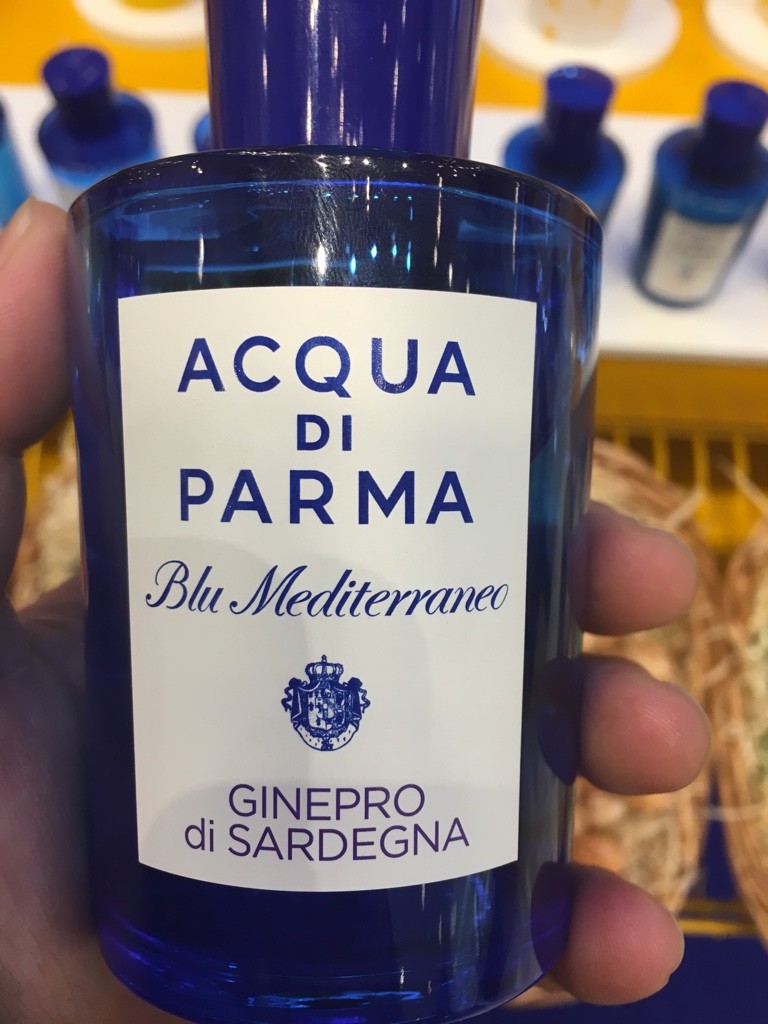 ACQUA
DI
PARMA
Blu Mediterraneo
GINEPRO
di SARDEGNA